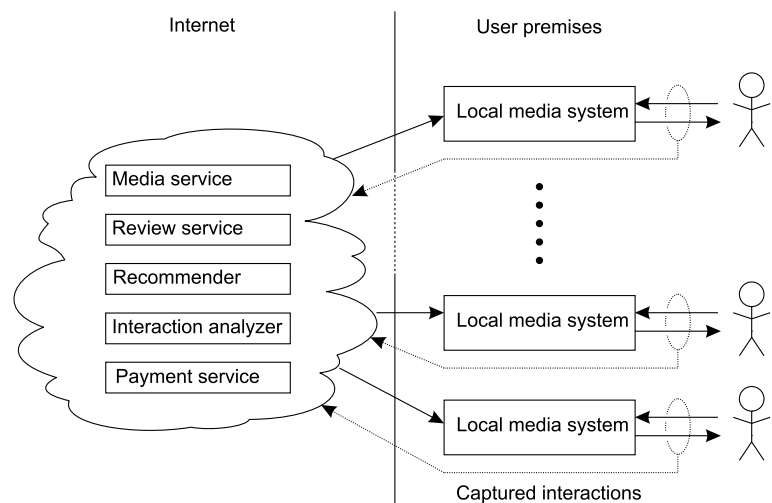 Internet
User premises
Local media system
Media service
Review service
Recommender
Interaction analyzer
Payment service
Local media system
Local media system
Captured interactions